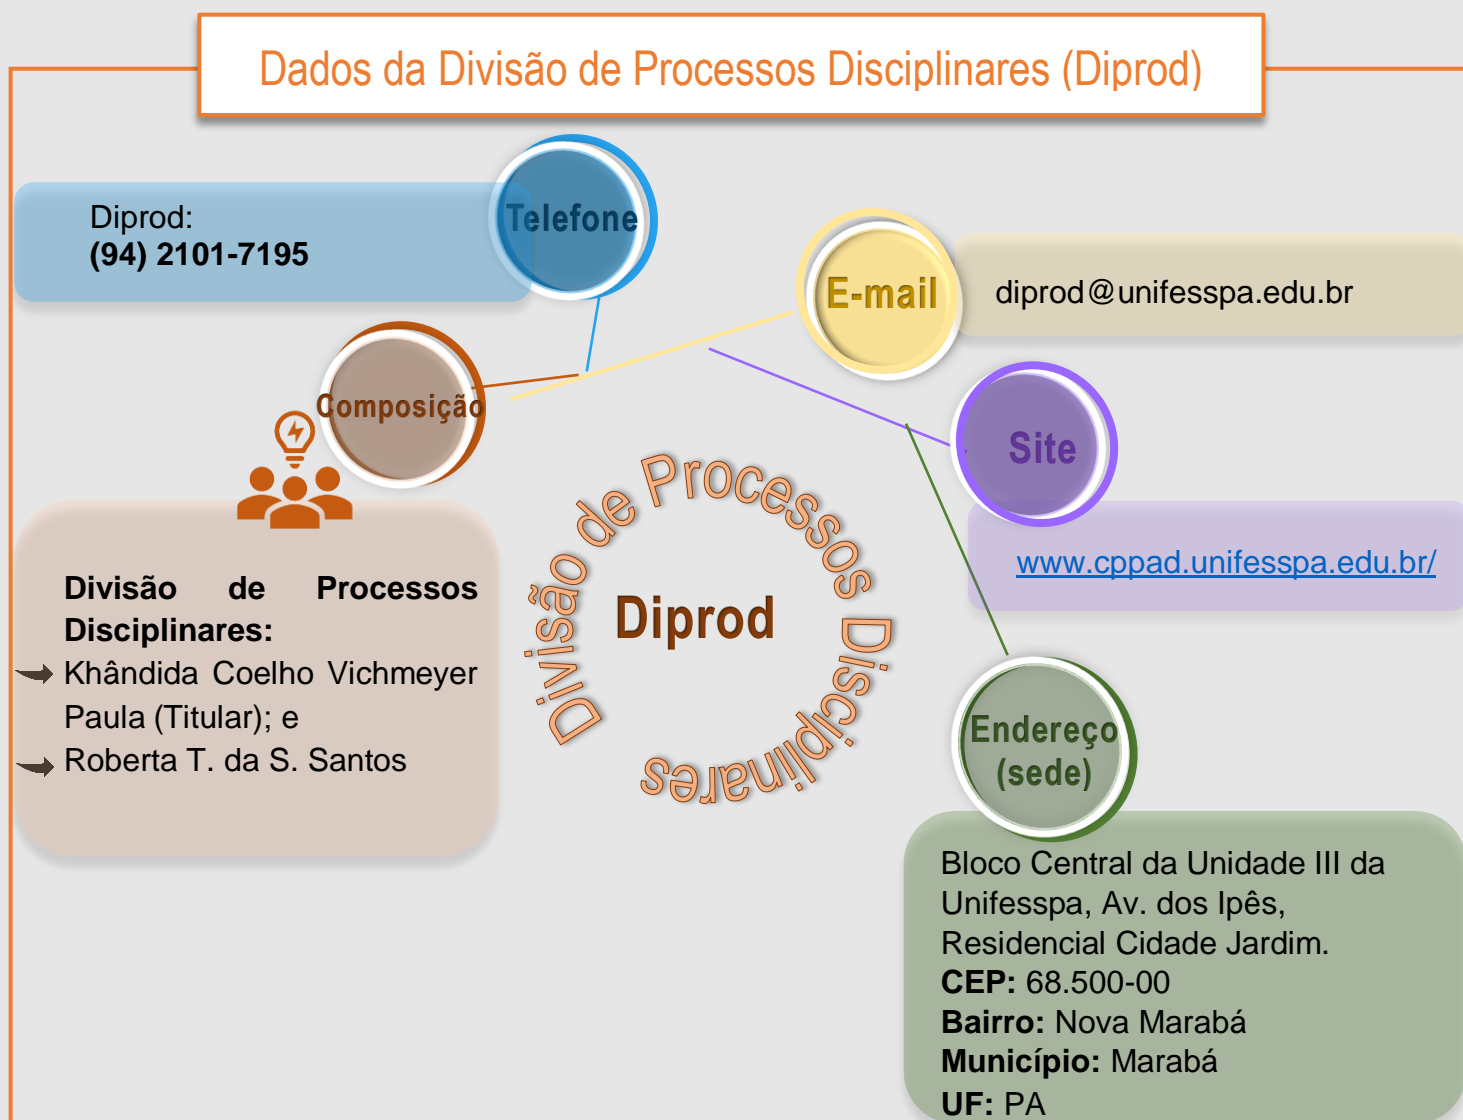 Dados da Divisão de Processos Disciplinares (Diprod)
Telefone
Diprod:
(94) 2101-7195
E-mail
diprod@unifesspa.edu.br
Composição
Site
www.cppad.unifesspa.edu.br/
Divisão de Processos Disciplinares
Diprod
Divisão de Processos
Disciplinares:
Khândida Coelho Vichmeyer
Paula (Titular); e
Roberta T. da S. Santos
Endereço
(sede)
Bloco Central da Unidade III da
Unifesspa, Av. dos Ipês,
Residencial Cidade Jardim.
CEP: 68.500-00
Bairro: Nova Marabá
Município: Marabá
UF: PA